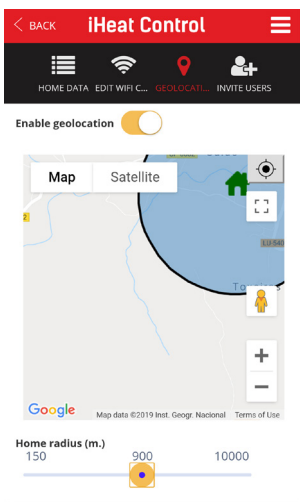 BACK iHeat Control
HOME DATA EDIT WIFI C... GEOLOCATI... INVITE USERS
Enable geolocation
Map Satellite
2
LU-540
Google Map data ©2019 Inst. Geogr. Nacional Terms of Use
Home radius (m.)
150 900 10000